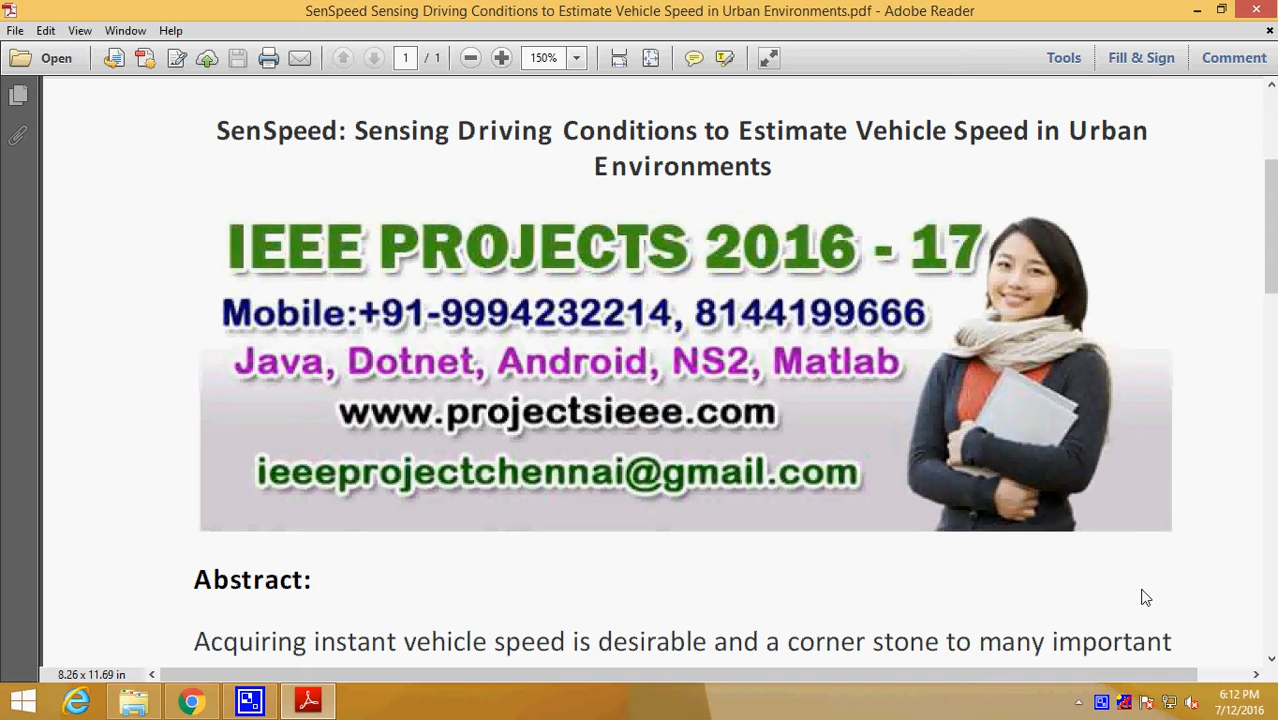 SenSpeed Sensing Driving Conditions to Estimate Vehicle Speed in Urban Environments.pdf - Adobe Reader
File Edit View Window Help
Open 1 / 1 150% Tools Fill & Sign Comment
SenSpeed: Sensing Driving Conditions to Estimate Vehicle Speed in Urban
Environments
IEEE PROJECTS 2016 - 17
Mobile:+91-9994232214, 8144199666
Java, Dotnet, Android, NS2, Matlab
www.projectsieee.com
ieeeprojectchennai@gmail.com
Abstract:
Acquiring instant vehicle speed is desirable and a corner stone to many important
8.26 x 11.69 in
6:12 PM
7/12/2016